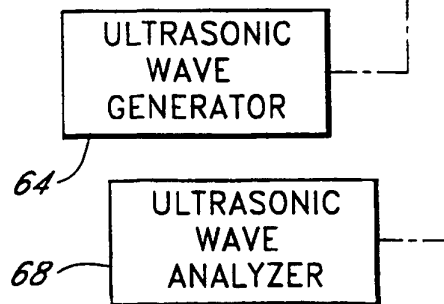 ULTRASONIC
WAVE
GENERATOR
64
ULTRASONIC
WAVE
ANALYZER
68